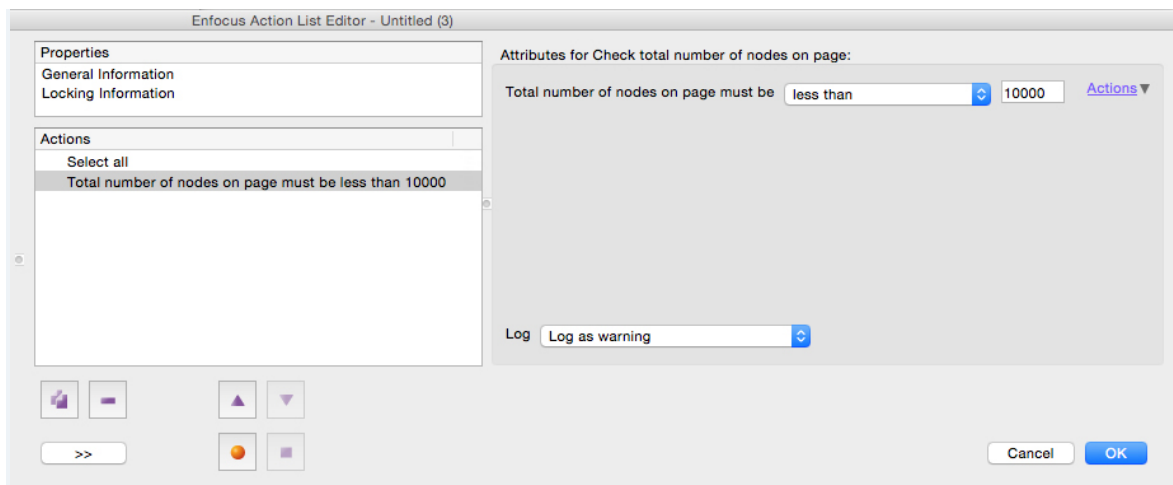 Enfocus Action List Editor - Untitled (3)
Properties
General Information
Locking Information
Actions
Select all
Total number of nodes on page must be less than 10000
>>
Attributes for Check total number of nodes on page:
Total number of nodes on page must be less than 10000 Actions
Log Log as warning
Cancel OK